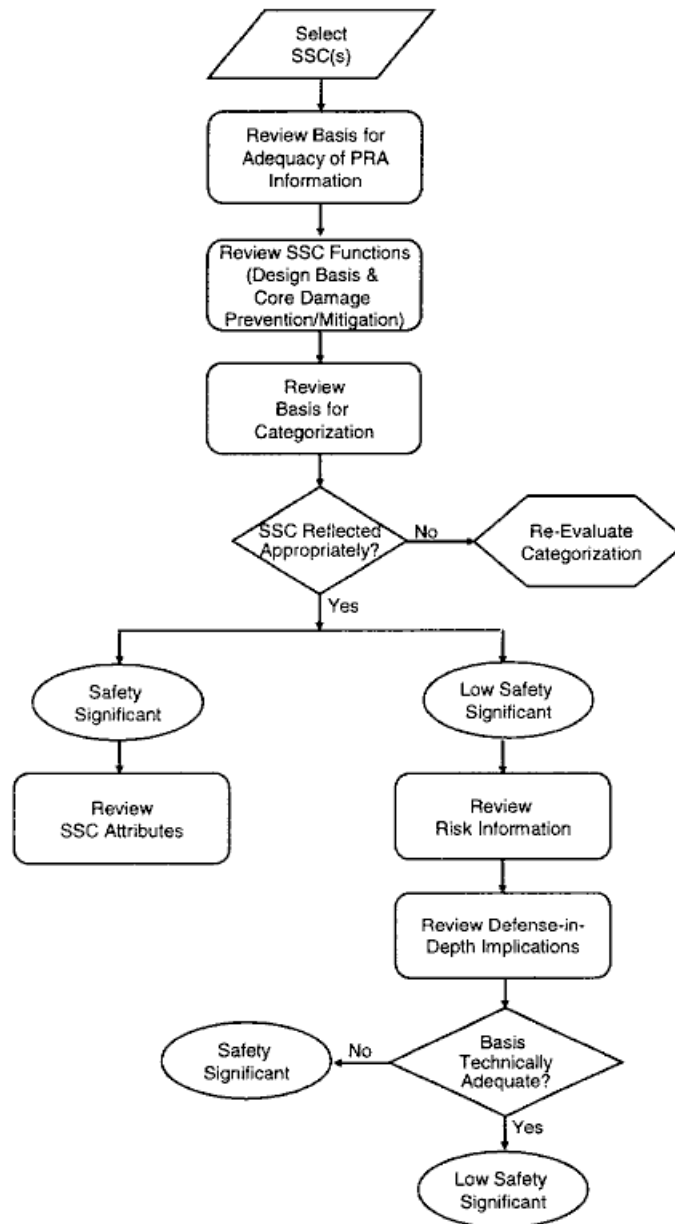 Select
SSC(s)
Review Basis for
Adequacy of PRA
Information
Review SSC Functions
(Design Basis &
Core Damage
Prevention/Mitigation)
Review
Basis for
Categorization
SSC Reflected
Appropriately?
No
Re-Evaluate
Categorization
Yes
Safety
Significant
Low Safety
Significant
Review
SSC Attributes
Review
Risk Information
Review Defense-in-
Depth Implications
Basis
Technically
Adequate?
No
Safety
Significant
Yes
Low Safety
Significant